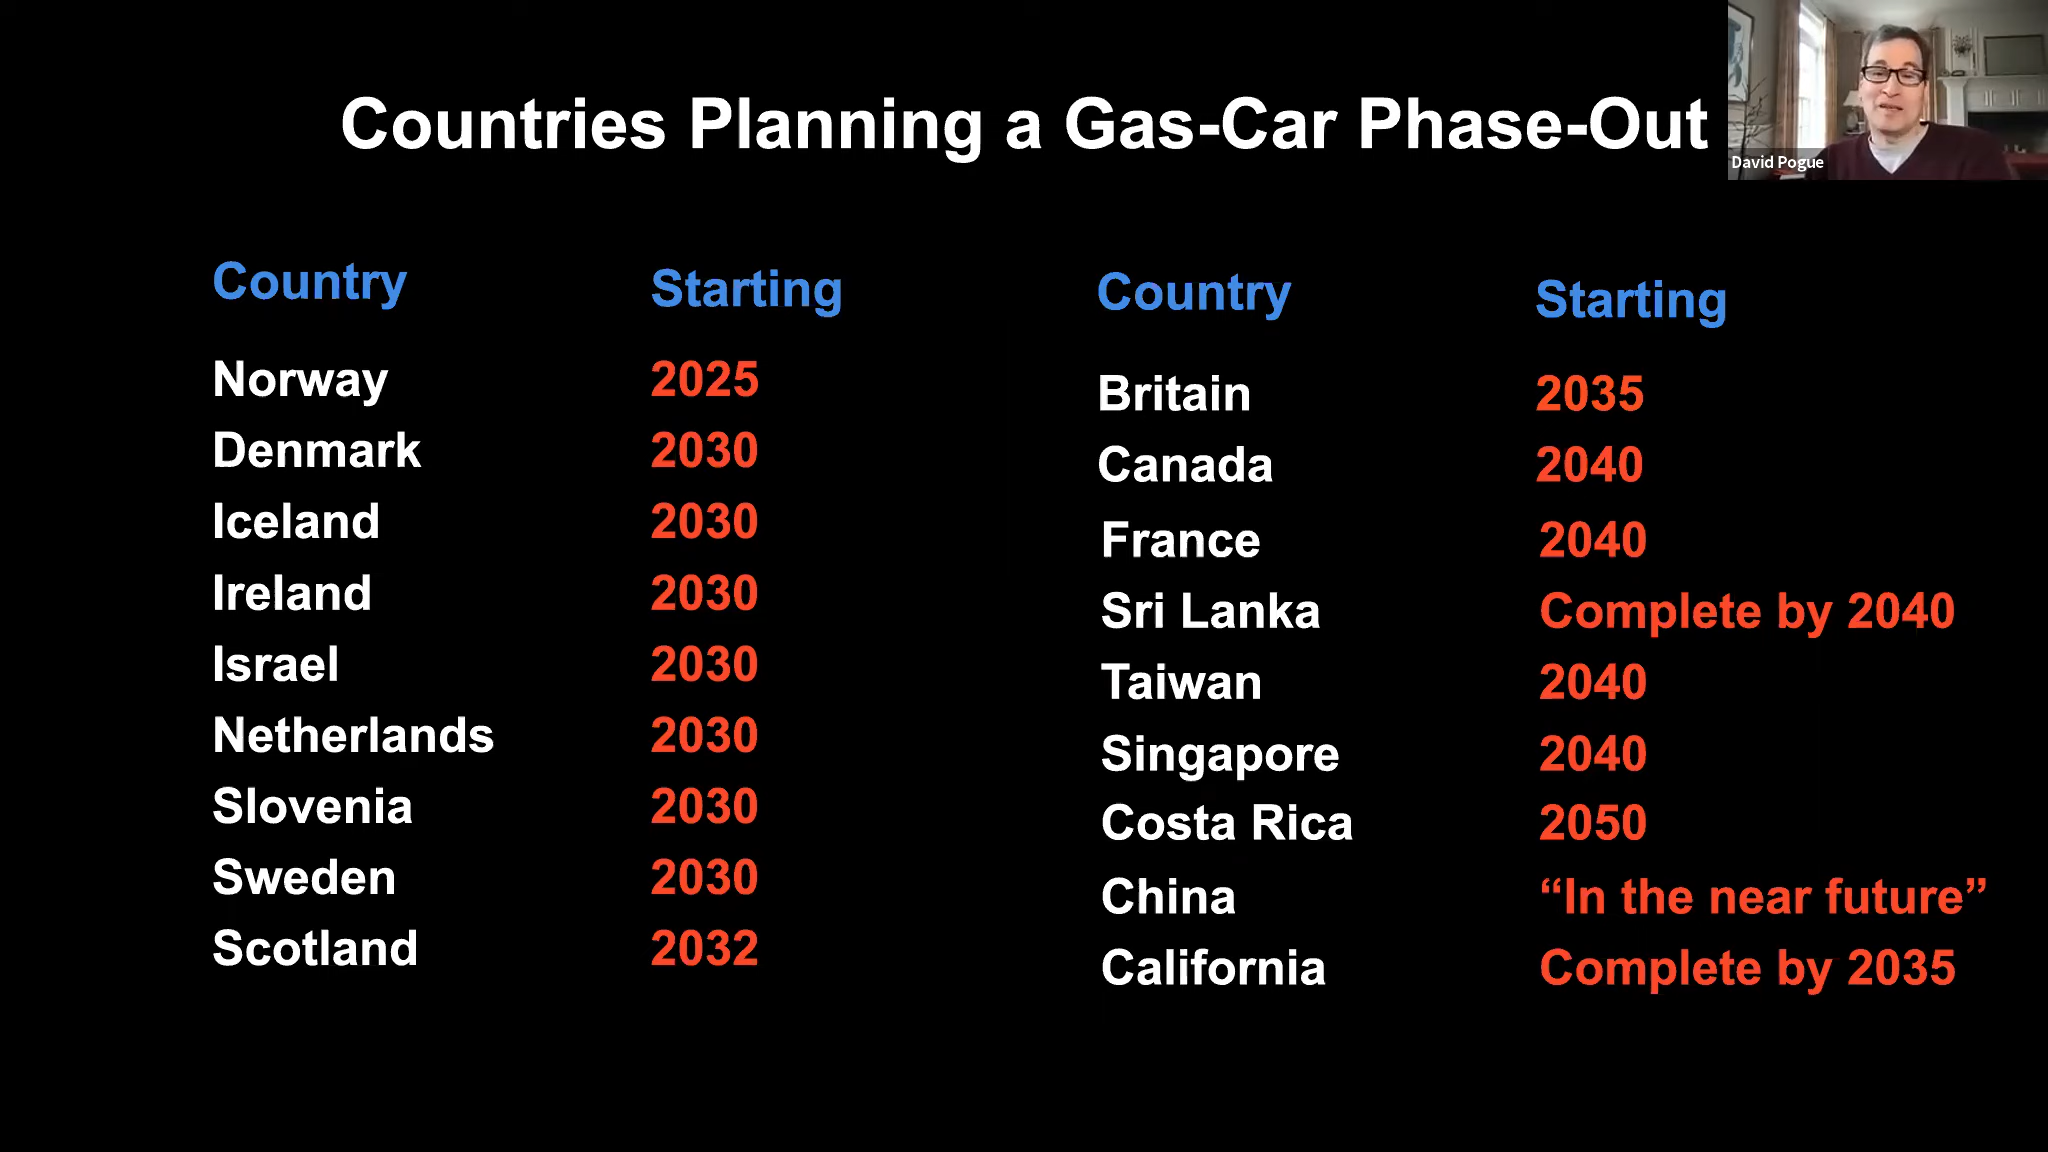 Countries Planning a Gas-Car Phase-Out
David Pogue
Country Starting
Norway 2025
Denmark 2030
Iceland 2030
Ireland 2030
Israel 2030
Netherlands 2030
Slovenia 2030
Sweden 2030
Scotland 2032
Country Starting
Britain 2035
Canada 2040
France 2040
Sri Lanka Complete by 2040
Taiwan 2040
Singapore 2040
Costa Rica 2050
China “In the near future”
California Complete by 2035